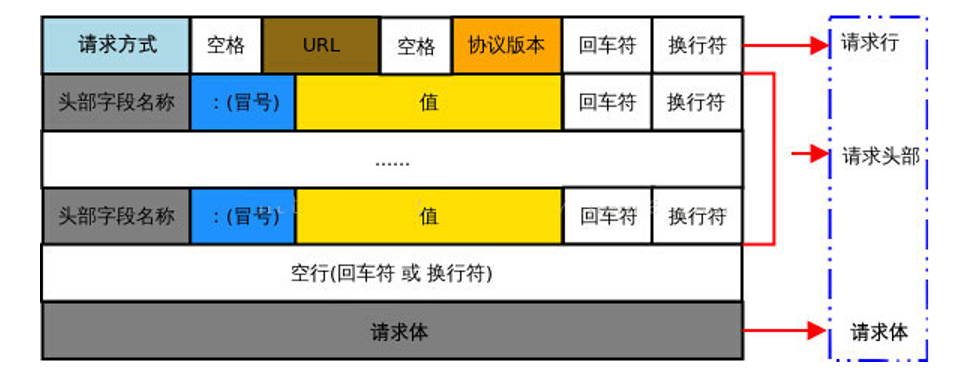 请求方式 空格 URL 空格 协议版本 回车符 换行符 请求行
头部字段名称 : (冒号) 值 回车符 换行符
...... 请求头部
头部字段名称 : (冒号) 值 回车符 换行符
空行(回车符 或 换行符)
请求体 请求体